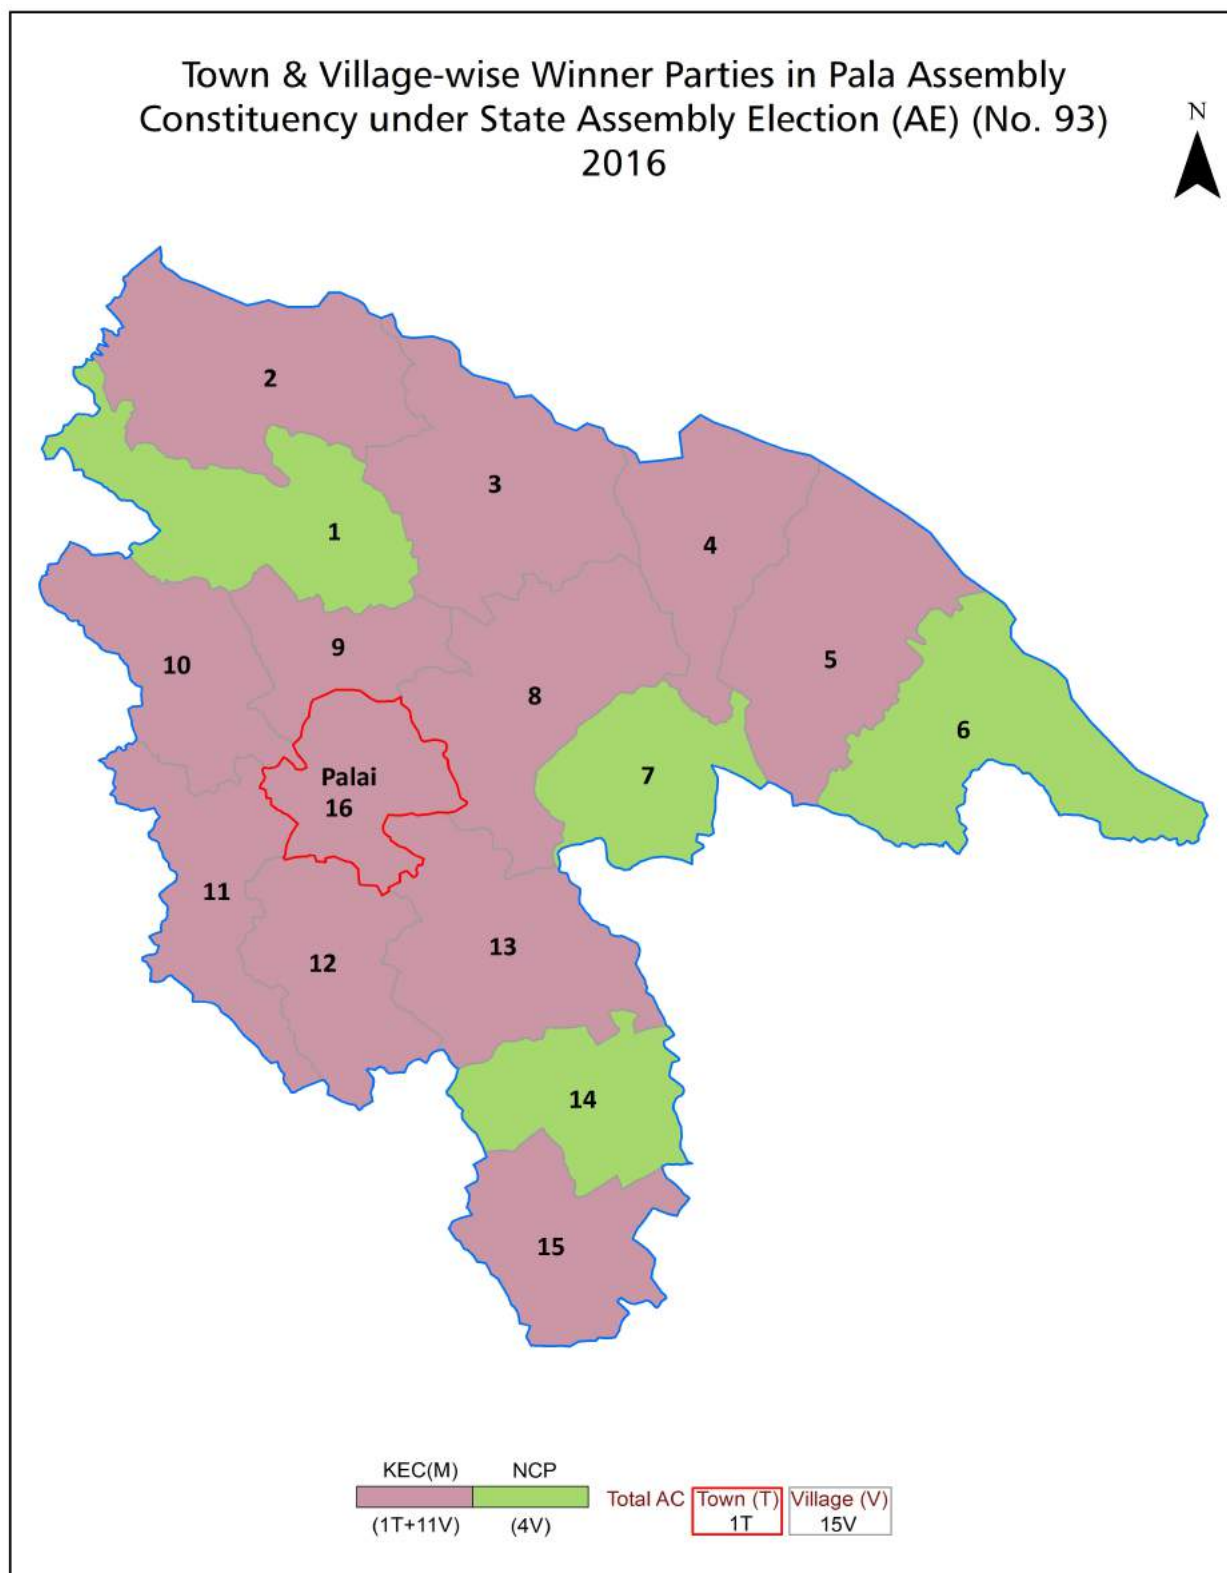 Town & Village-wise Winner Parties in Pala Assembly
Constituency under State Assembly Election (AE) (No. 93)
2016
N
2
3
1
4
9
5
10
8
6
7
Palai
16
11
13
12
14
15
KEC(M) NCP
Total AC Town (T) Village (V)
(1T+11V) (4V) 1T 15V